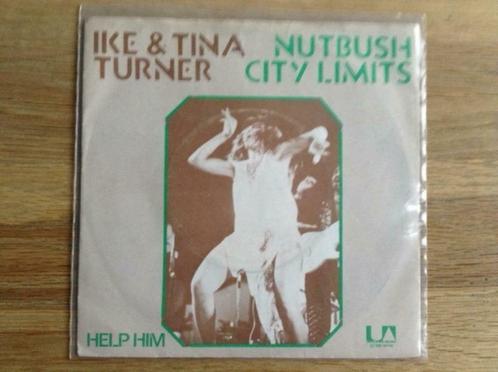 IKE & TINA
TURNER
NUTBUSH
CITY LIMITS
HELP HIM
UA